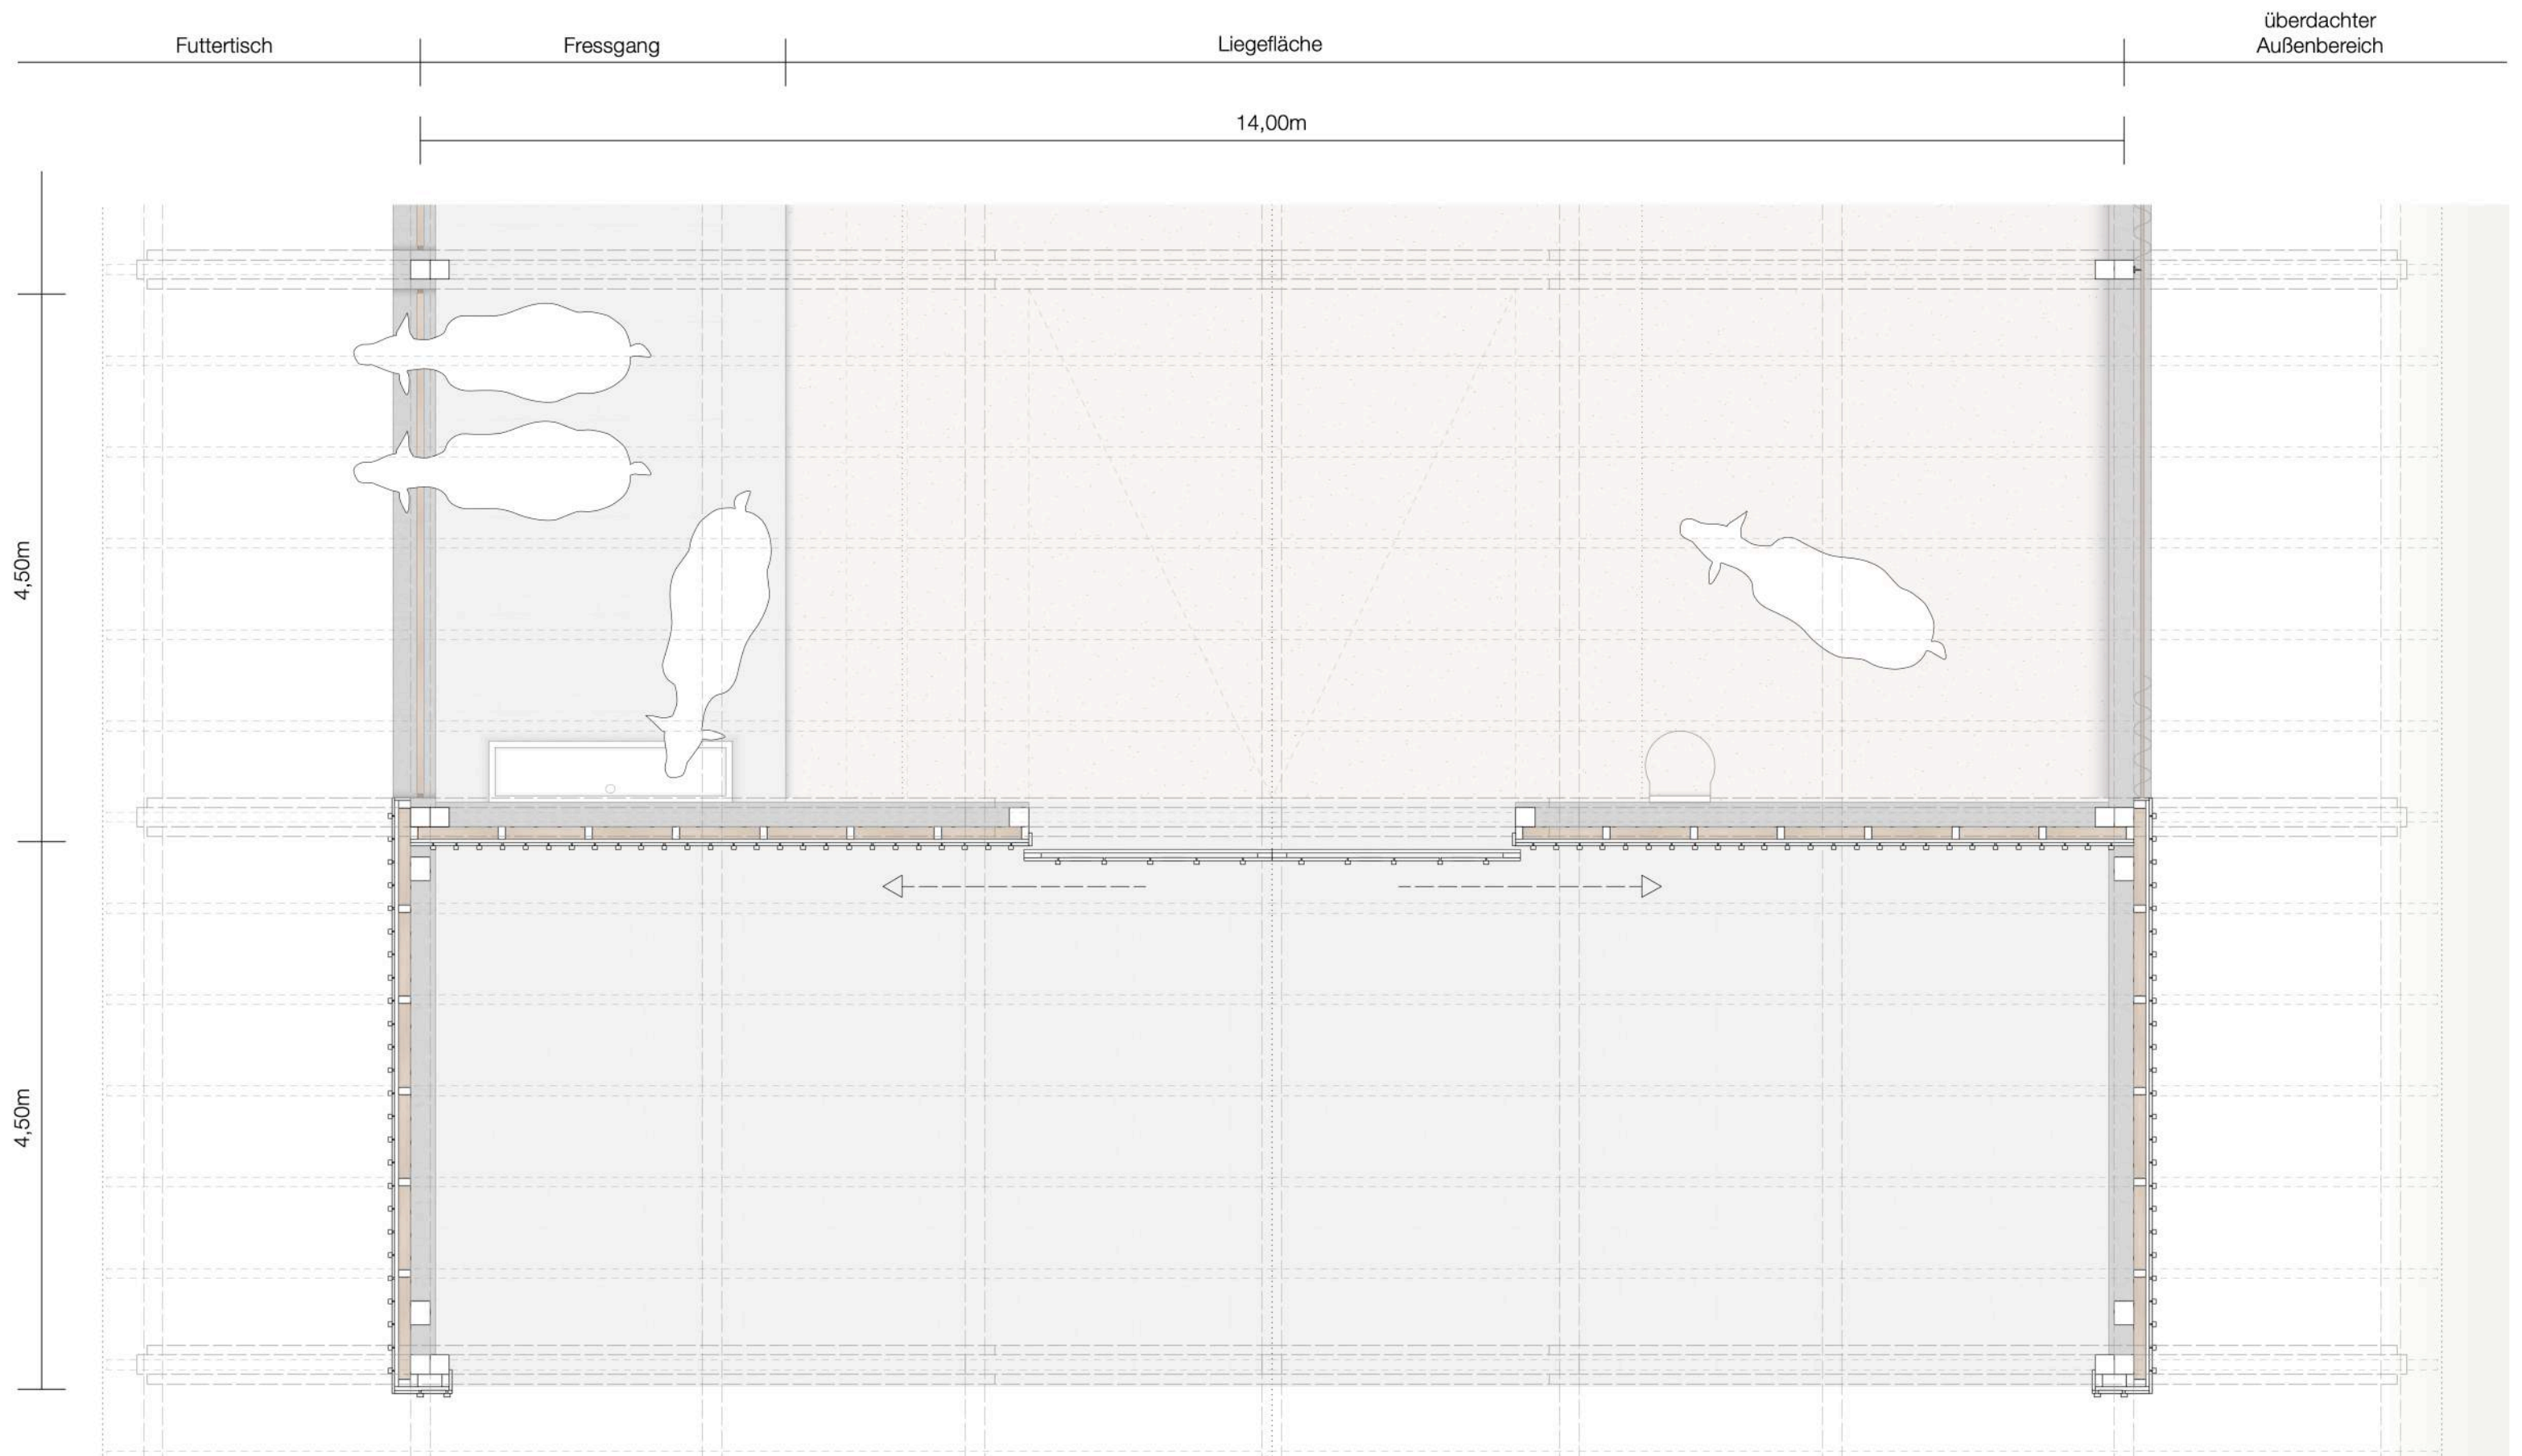 Futtertisch
Fressgang
Liegefläche
überdachter
Außenbereich
14,00m
4,50m
4,50m